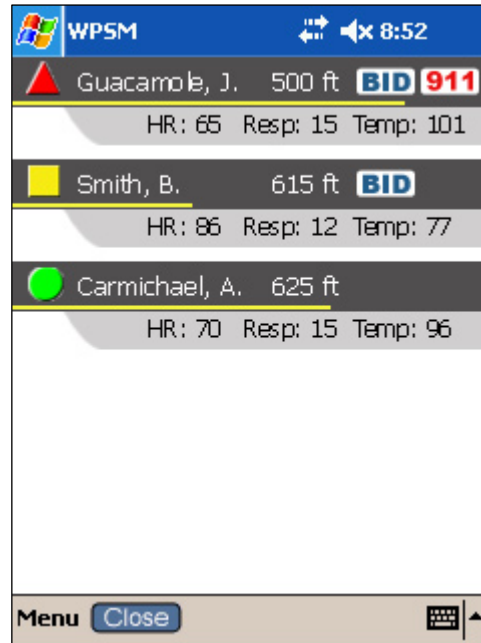 WPSM 8:52
Guacamole, J. 500 ft BID 911
HR: 65 Resp: 15 Temp: 101
Smith, B. 615 ft BID
HR: 86 Resp: 12 Temp: 77
Carmichael, A. 625 ft
HR: 70 Resp: 15 Temp: 96
Menu Close